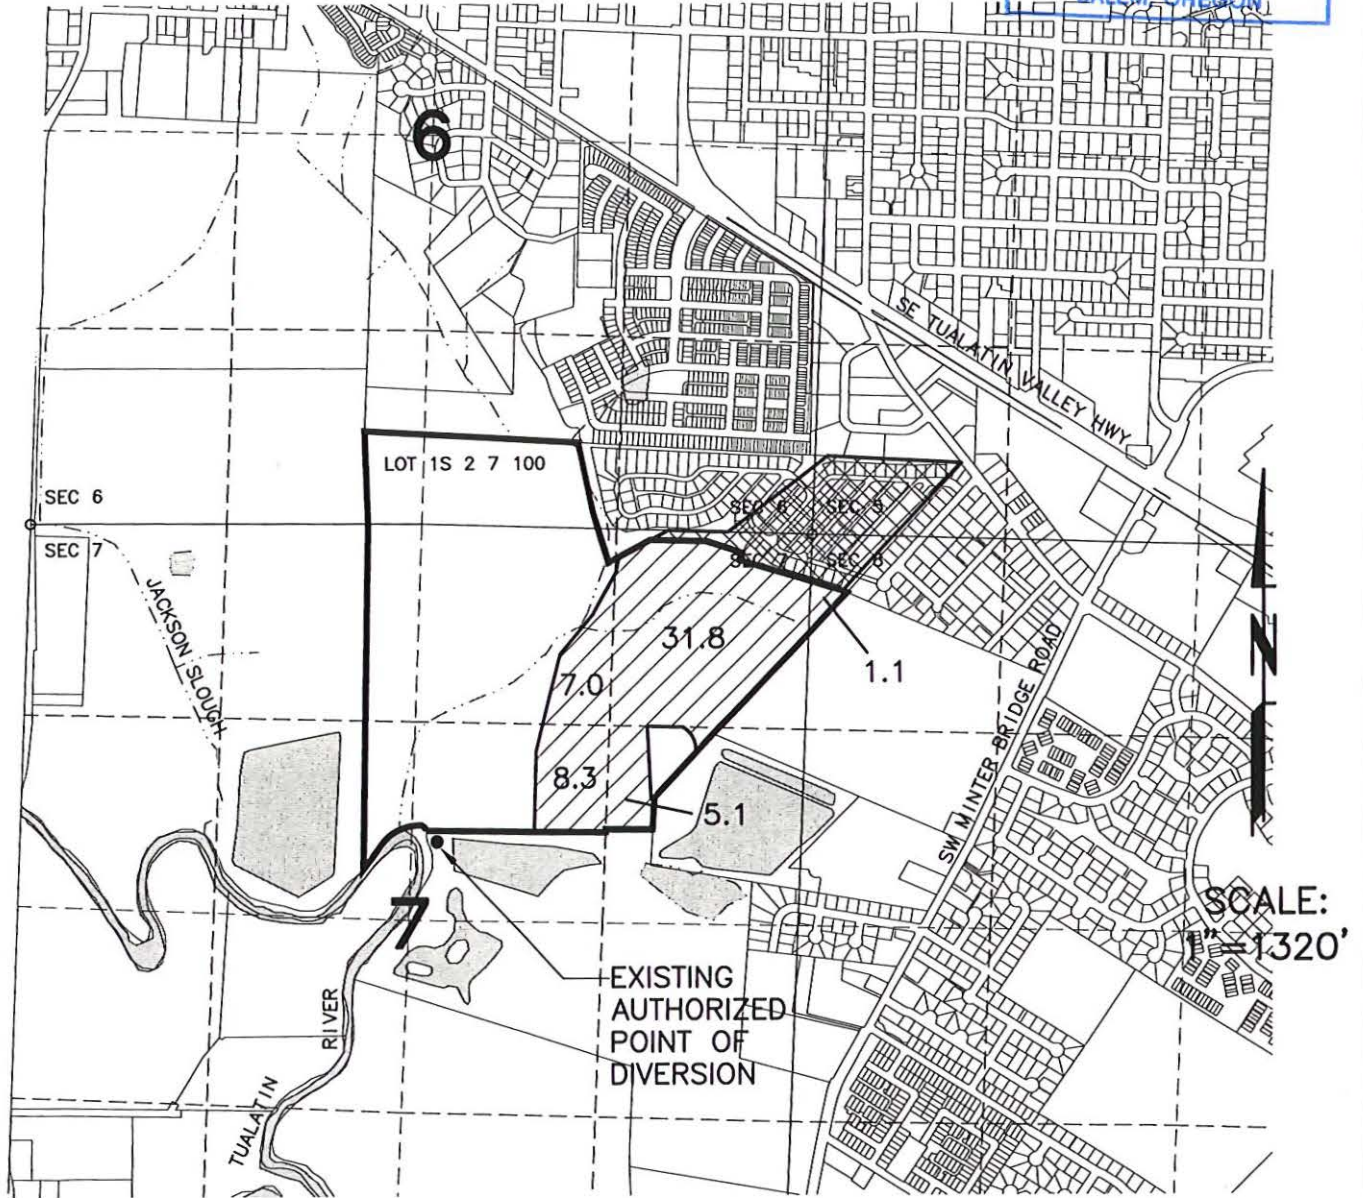 SALEM, OREGON
6
SE TUALATIN VALLEY HWY
LOT 1S 2 7 100
SEC 6
SEC 6
SEC 5
SEC 7
SEC 8
JACKSON SLOUGH
31.8
1.1
7.0
N
8.3
5.1
SW MINTER BRIDGE ROAD
SCALE:
1"=1320'
7
EXISTING
AUTHORIZED
POINT OF
DIVERSION
TUALATIN RIVER